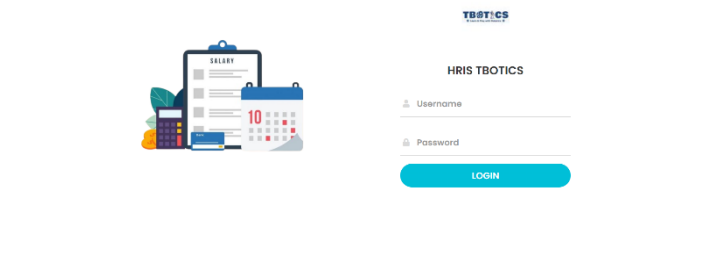 SALARY
10
TBOTICS
HRIS TBOTICS
Username
Password
LOGIN